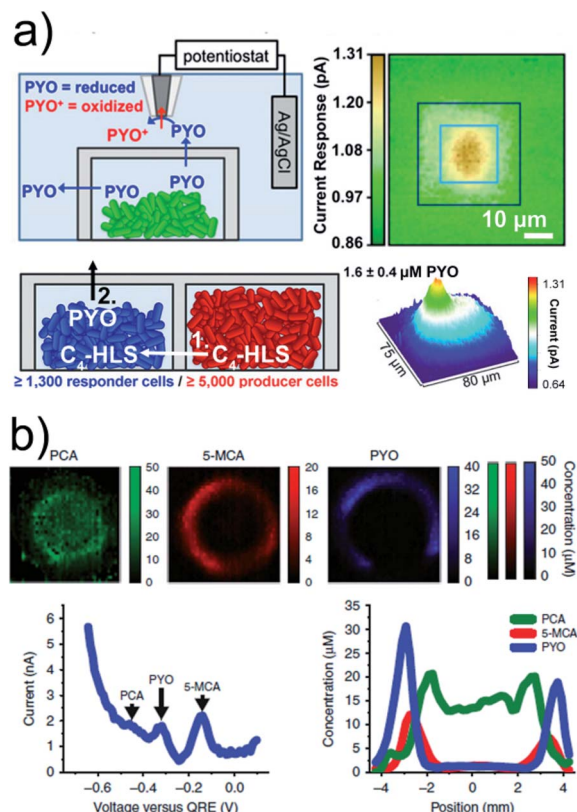 a)
potentiostat
PYO = reduced
PYO⁺ = oxidized
PYO⁺
PYO
PYO
PYO
PYO
Ag/AgCl
Current Response (pA)
1.31
1.20
1.08
0.97
0.86
10 µm
2.
PYO
1.
C₄-HLS
C₄-HLS
≥ 1,300 responder cells / ≥ 5,000 producer cells
1.6 ± 0.4 µM PYO
75 µm
80 µm
1.31
Current (pA)
0.64
b)
PCA
5-MCA
PYO
50
40
30
20
10
0
20
16
12
8
4
0
40
30
20
10
0
50
40
30
20
10
0
Concentration (µM)
Current (nA)
6
5
4
3
2
1
0
PCA
PYO
5-MCA
−0.6
−0.4
−0.2
0.0
Voltage versus QRE (V)
Concentration (µM)
35
30
25
20
15
10
5
0
PCA
5-MCA
PYO
−4
−2
0
2
4
Position (mm)